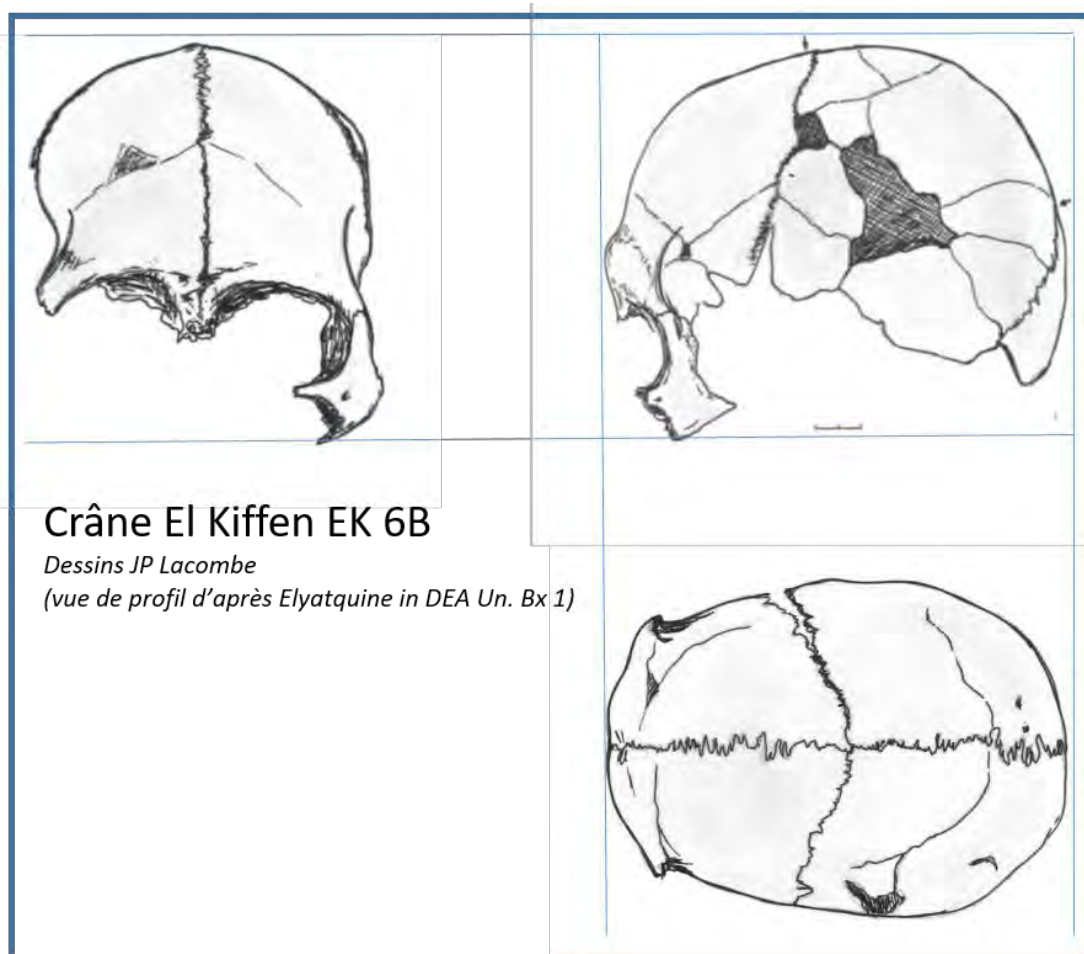 Crâne El Kiffen EK 6B
Dessins JP Lacombe
(vue de profil d’après Elyatquine in DEA Un. Bx 1)